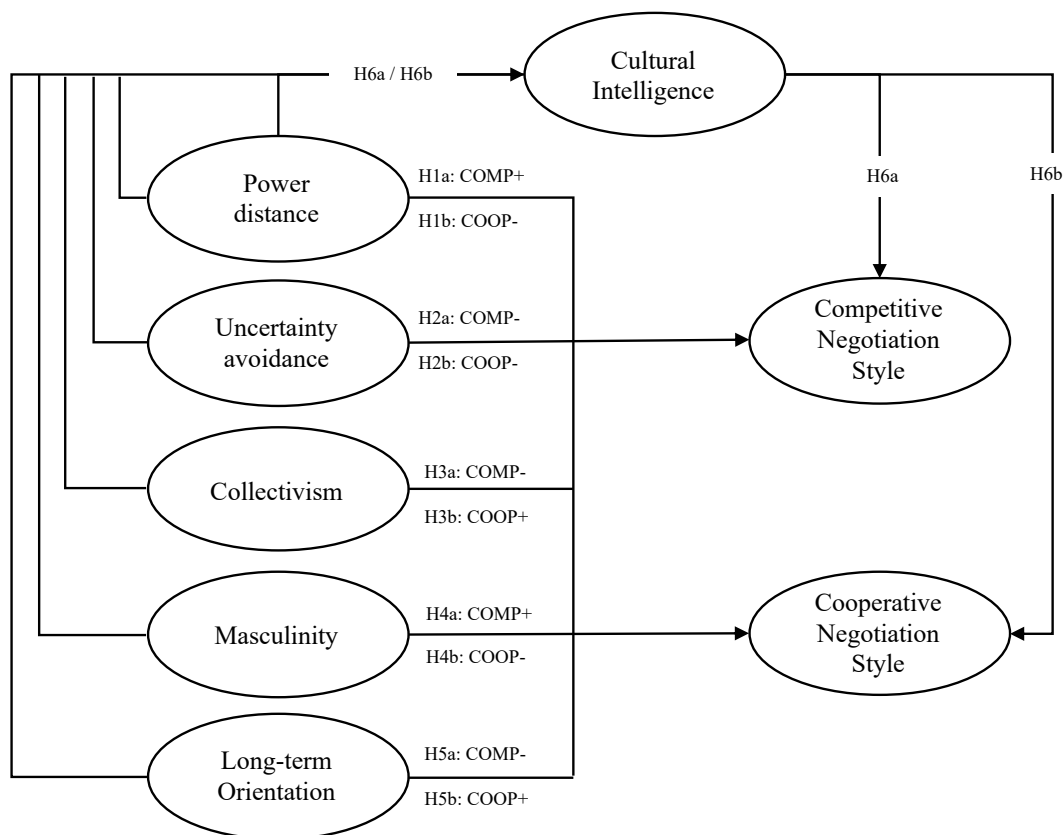 H6a / H6b
Cultural
Intelligence
H6a
H6b
Power
distance
H1a: COMP+
H1b: COOP-
Uncertainty
avoidance
H2a: COMP-
H2b: COOP-
Competitive
Negotiation
Style
Collectivism
H3a: COMP-
H3b: COOP+
Masculinity
H4a: COMP+
H4b: COOP-
Cooperative
Negotiation
Style
Long-term
Orientation
H5a: COMP-
H5b: COOP+